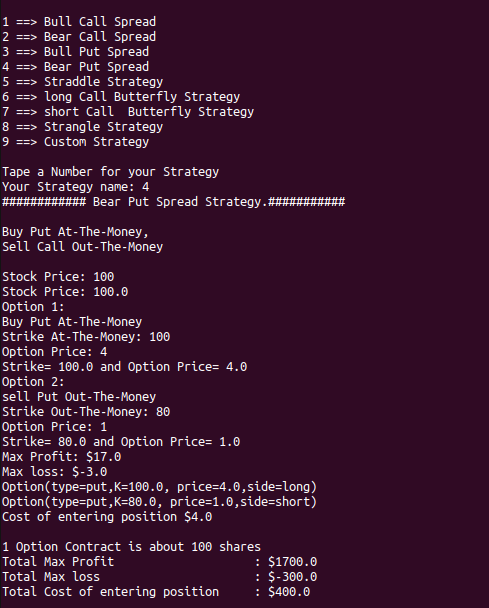 1 ==> Bull Call Spread
2 ==> Bear Call Spread
3 ==> Bull Put Spread
4 ==> Bear Put Spread
5 ==> Straddle Strategy
6 ==> long Call Butterfly Strategy
7 ==> short Call  Butterfly Strategy
8 ==> Strangle Strategy
9 ==> Custom Strategy
Tape a Number for your Strategy
Your Strategy name: 4
############ Bear Put Spread Strategy.###########
Buy Put At-The-Money,
Sell Call Out-The-Money
Stock Price: 100
Stock Price: 100.0
Option 1:
Buy Put At-The-Money
Strike At-The-Money: 100
Option Price: 4
Strike= 100.0 and Option Price= 4.0
Option 2:
sell Put Out-The-Money
Strike Out-The-Money: 80
Option Price: 1
Strike= 80.0 and Option Price= 1.0
Max Profit: $17.0
Max loss: $-3.0
Option(type=put,K=100.0, price=4.0,side=long)
Option(type=put,K=80.0, price=1.0,side=short)
Cost of entering position $4.0
1 Option Contract is about 100 shares
Total Max Profit                   : $1700.0
Total Max loss                     : $-300.0
Total Cost of entering position    : $400.0